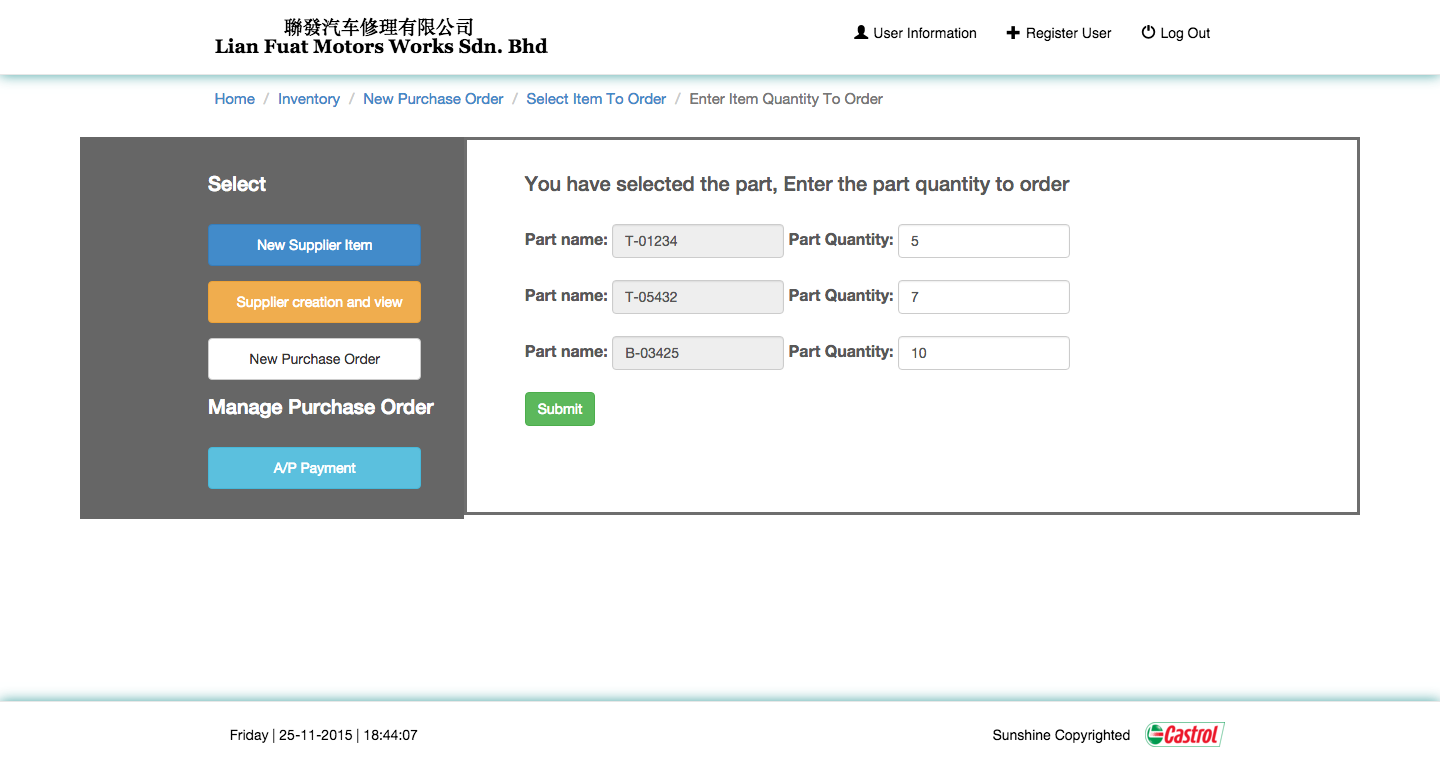 聯發汽车修理有限公司
Lian Fuat Motors Works Sdn. Bhd
User Information Register User Log Out
Home / Inventory / New Purchase Order / Select Item To Order / Enter Item Quantity To Order
Select
New Supplier Item
Supplier creation and view
New Purchase Order
Manage Purchase Order
A/P Payment
You have selected the part, Enter the part quantity to order
Part name: T-01234 Part Quantity: 5
Part name: T-05432 Part Quantity: 7
Part name: B-03425 Part Quantity: 10
Submit
Friday | 25-11-2015 | 18:44:07
Sunshine Copyrighted Castrol